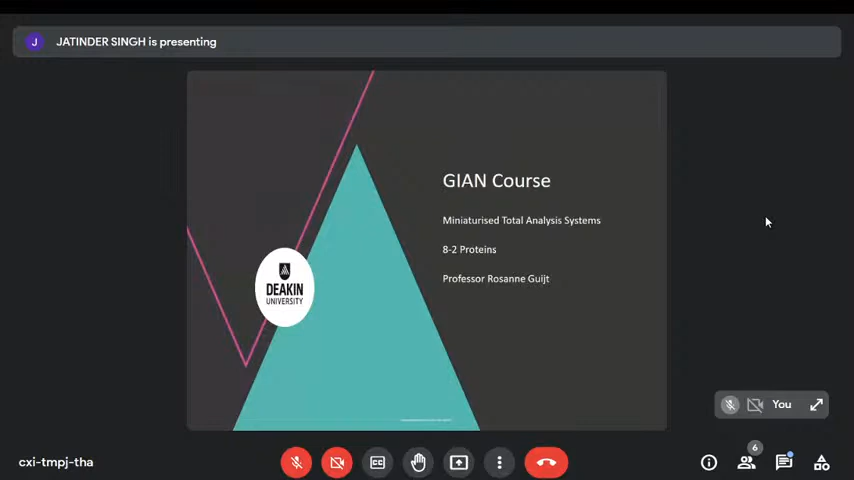 J JATINDER SINGH is presenting
GIAN Course
Miniaturised Total Analysis Systems
8-2 Proteins
Professor Rosanne Guijt
DEAKIN
UNIVERSITY
You
6
cxi-tmpj-tha
CC